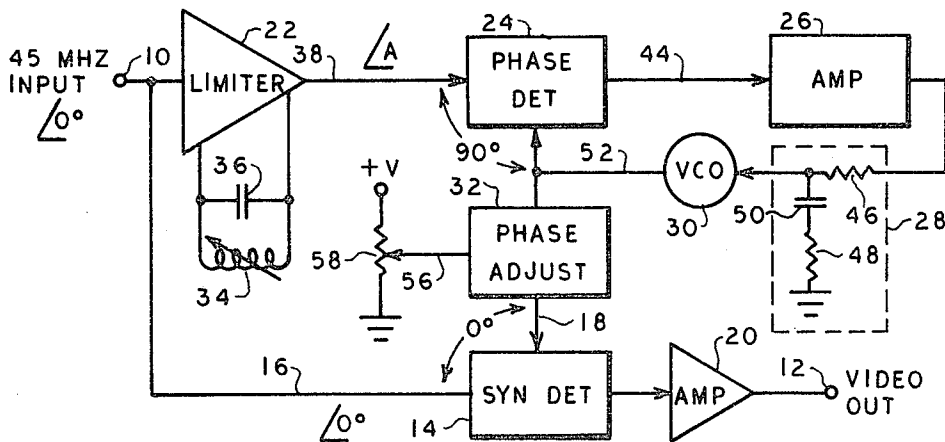 45 MHZ
INPUT
∠0°
10
22
LIMITER
38
∠A
24
PHASE
DET
44
26
AMP
36
34
90°
52
VCO
30
50
46
48
28
+V
58
56
32
PHASE
ADJUST
0°
18
16
∠0°
SYN DET
14
20
AMP
12
VIDEO
OUT